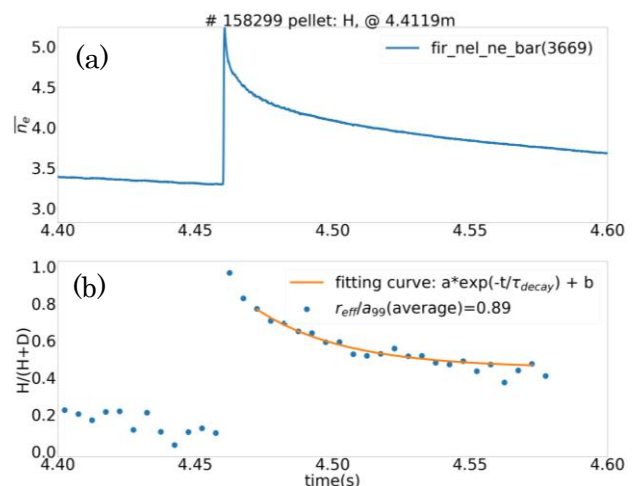 # 158299 pellet: H, @ 4.4119m
(a)
fir_nel_ne_bar(3669)
5.0
4.5
4.0
3.5
3.0
n̅e̅
4.40 4.45 4.50 4.55 4.60
(b)
fitting curve: a*exp(-t/τdecay) + b
reff/a99(average)=0.89
1.0
0.8
0.6
0.4
0.2
0.0
H/(H+D)
4.40 4.45 4.50 4.55 4.60
time(s)